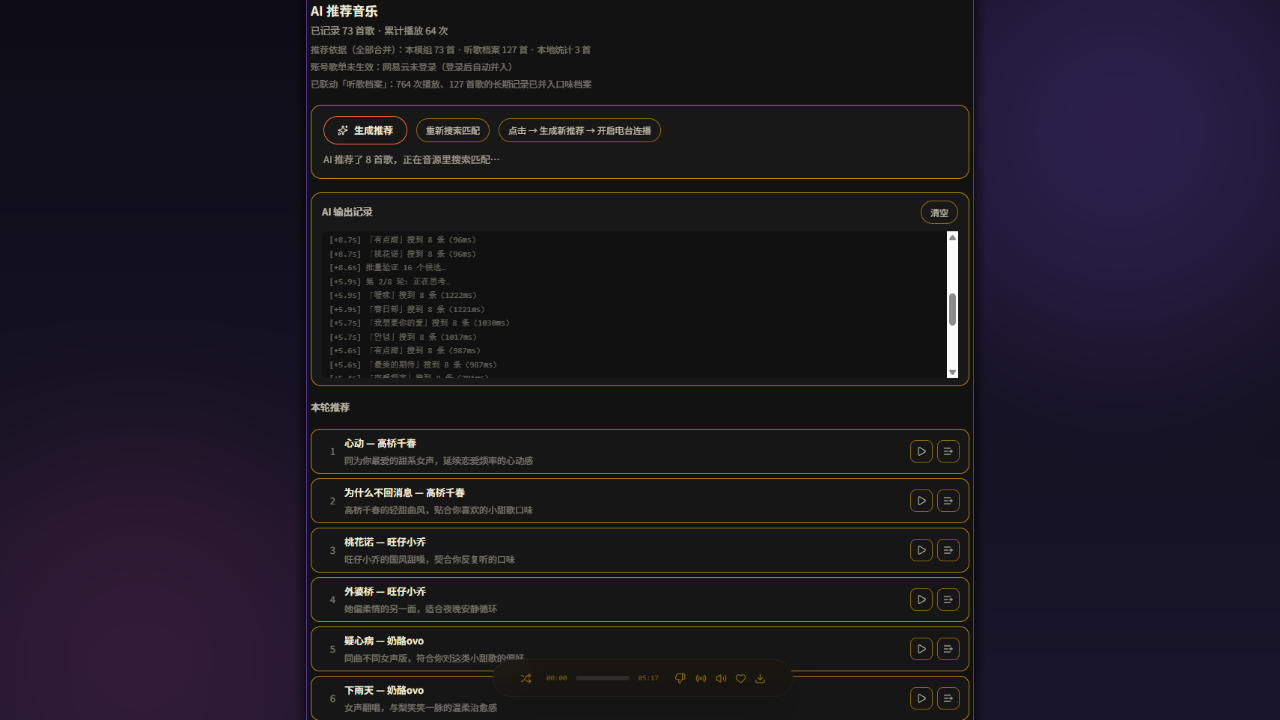 AI 推荐音乐
已记录 73 首歌 · 累计播放 64 次
推荐依据（全部合并）：本模组 73 首 · 听歌档案 127 首 · 本地统计 3 首
账号歌单未生效：网易云未登录（登录后自动并入）
已联动「听歌档案」：764 次播放、127 首歌的长期记录已并入口味档案
生成推荐 重新搜索匹配 点击 → 生成新推荐 → 开启电台连播
AI 推荐了 8 首歌，正在音源里搜索匹配…
AI 输出记录 清空
[+8.7s] 「有点甜」搜到 8 条（96ms）
[+8.7s] 「桃花诺」搜到 8 条（96ms）
[+8.6s] 批量验证 16 个候选…
[+5.9s] 第 2/8 轮：正在思考…
[+5.9s] 「暧昧」搜到 8 条（1222ms）
[+5.9s] 「春日部」搜到 8 条（1221ms）
[+5.7s] 「我想要你的爱」搜到 8 条（1030ms）
[+5.7s] 「안녕」搜到 8 条（1017ms）
[+5.6s] 「有点甜」搜到 8 条（987ms）
[+5.6s] 「最美的期待」搜到 8 条（987ms）
本轮推荐
1 心动 — 高桥千春
同为你最爱的甜系女声，延续恋爱频率的心动感
2 为什么不回消息 — 高桥千春
高桥千春的轻甜曲风，贴合你喜欢的小甜歌口味
3 桃花诺 — 旺仔小乔
旺仔小乔的国风甜嗓，契合你反复听的口味
4 外婆桥 — 旺仔小乔
她偏柔情的另一面，适合夜晚安静循环
5 疑心病 — 奶酪ovo
同曲不同女声版，符合你对这类小甜歌的偏好
6 下雨天 — 奶酪ovo
女声翻唱，与梨笑笑一脉的温柔治愈感
00:00 05:17